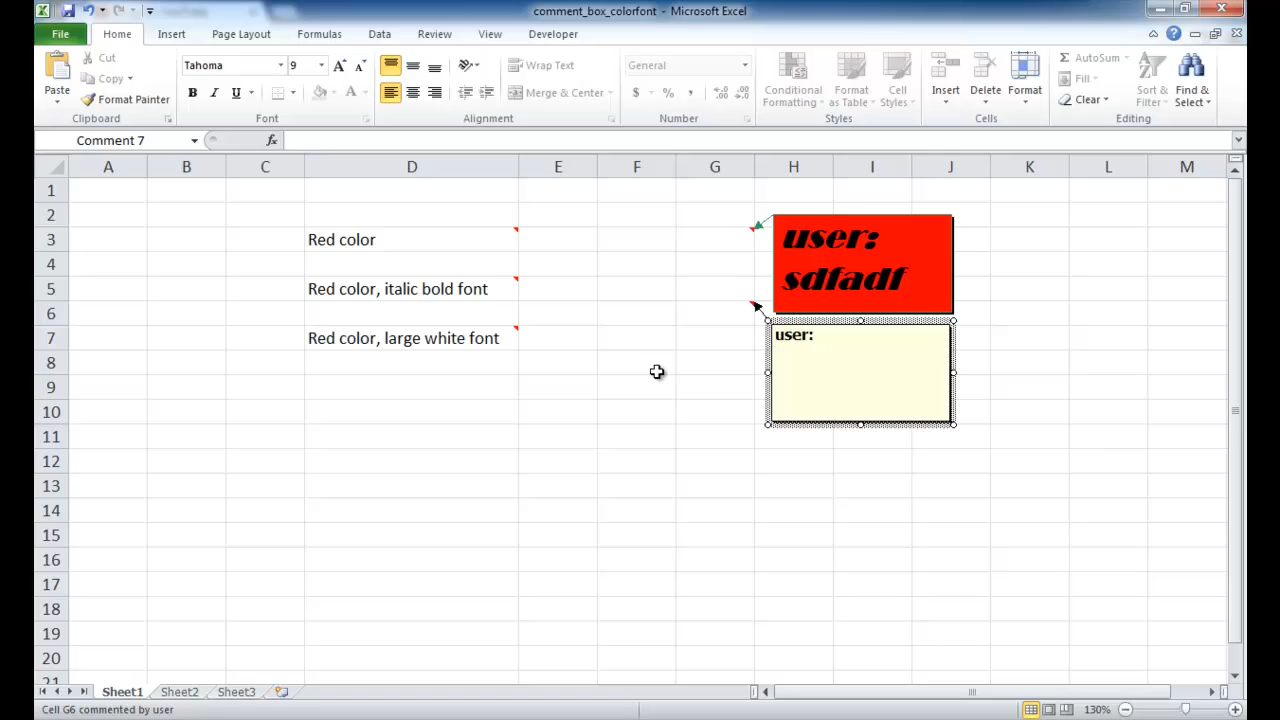 comment_box_colorfont - Microsoft Excel
File Home Insert Page Layout Formulas Data Review View Developer
Paste
Cut
Copy
Format Painter
Clipboard
Tahoma 9
B I U
Font
Wrap Text
Merge & Center
Alignment
General
$ % ,
Number
Conditional Formatting
Format as Table
Cell Styles
Styles
Insert Delete Format
Cells
Σ AutoSum
Fill
Clear
Sort & Filter
Find & Select
Editing
Comment 7 fx
A B C D E F G H I J K L M
1
2
3 Red color
4
5 Red color, italic bold font
6
7 Red color, large white font
8
9
10
11
12
13
14
15
16
17
18
19
20
21
user:
sdfadf
user:
Sheet1 Sheet2 Sheet3
Cell G6 commented by user 130%